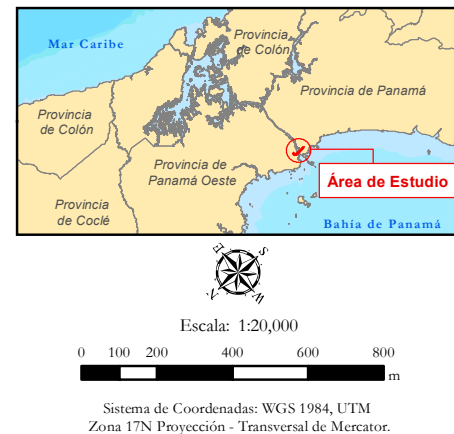 Mar Caribe
Provincia
de Colón
Provincia de Panamá
Provincia
de Colón
Provincia de
Panamá Oeste
Área de Estudio
Provincia
de Coclé
Bahía de Panamá
S
E
W
N
Escala: 1:20,000
0 100 200 400 600 800
m
Sistema de Coordenadas: WGS 1984, UTM
Zona 17N Proyección - Transversal de Mercator.